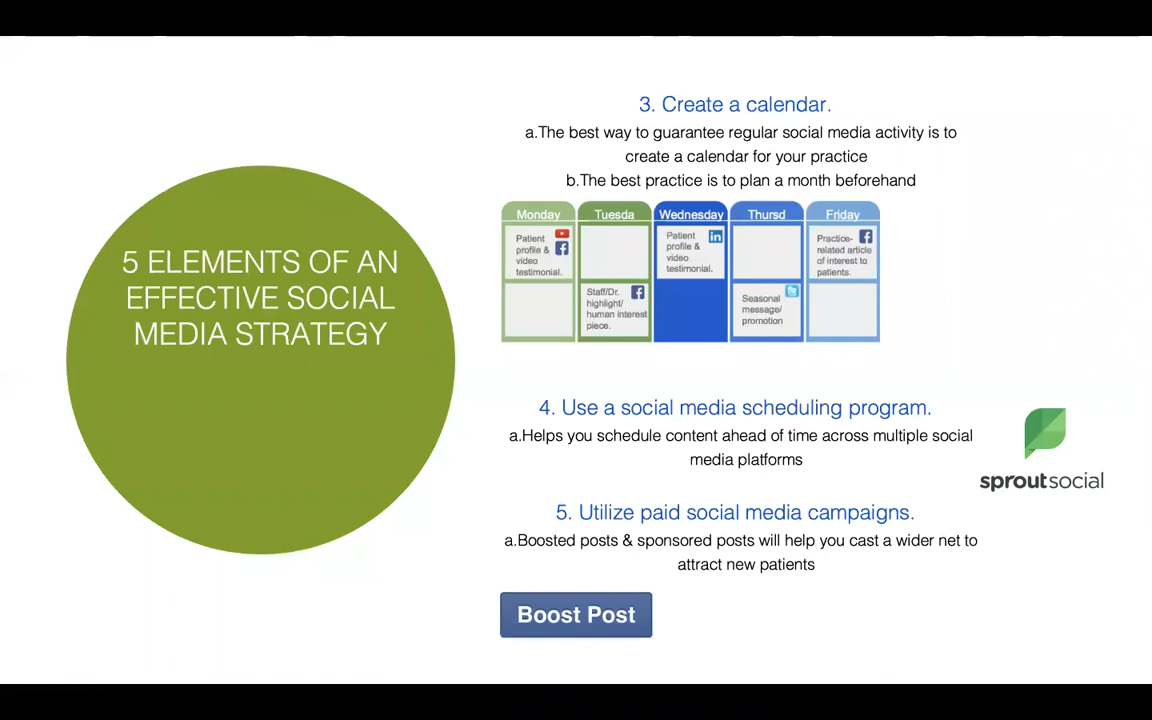 5 ELEMENTS OF AN
EFFECTIVE SOCIAL
MEDIA STRATEGY
3. Create a calendar.
a.The best way to guarantee regular social media activity is to
create a calendar for your practice
b.The best practice is to plan a month beforehand
Monday
Tuesda
Wednesday
Thursd
Friday
Patient
profile &
video
testimonial.
Patient
profile &
video
testimonial.
Practice-
related article
of interest to
patients.
Staff/Dr.
highlight/
human interest
piece.
Seasonal
message/
promotion
4. Use a social media scheduling program.
a.Helps you schedule content ahead of time across multiple social
media platforms
sproutsocial
5. Utilize paid social media campaigns.
a.Boosted posts & sponsored posts will help you cast a wider net to
attract new patients
Boost Post